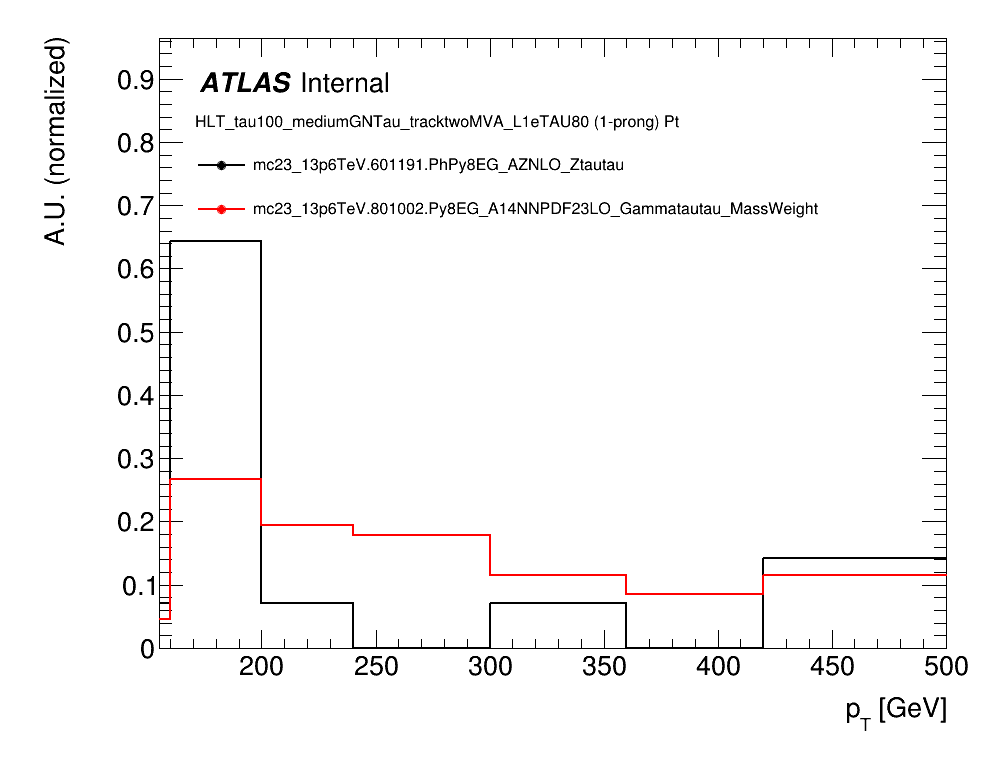 A.U. (normalized)
0.9
0.8
0.7
0.6
0.5
0.4
0.3
0.2
0.1
0
ATLAS Internal
HLT_tau100_mediumGNTau_tracktwoMVA_L1eTAU80 (1-prong) Pt
mc23_13p6TeV.601191.PhPy8EG_AZNLO_Ztautau
mc23_13p6TeV.801002.Py8EG_A14NNPDF23LO_Gammatautau_MassWeight
200 250 300 350 400 450 500
p_T [GeV]